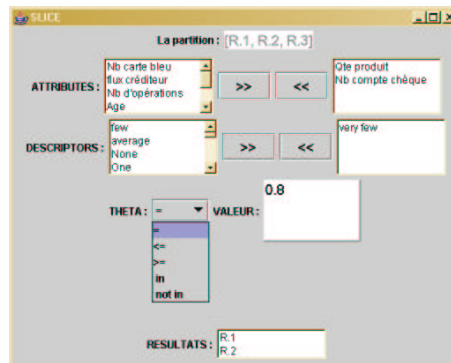 SLICE
La partition : [R.1, R.2, R.3]
ATTRIBUTES :
Nb carte bleu
flux créditeur
Nb d'opérations
Age
>>
<<
Qte produit
Nb compte chèque
DESCRIPTORS :
few
average
None
One
>>
<<
very few
THETA : =
VALEUR : 0.8
=
<=
>=
in
not in
RESULTATS :
R.1
R.2